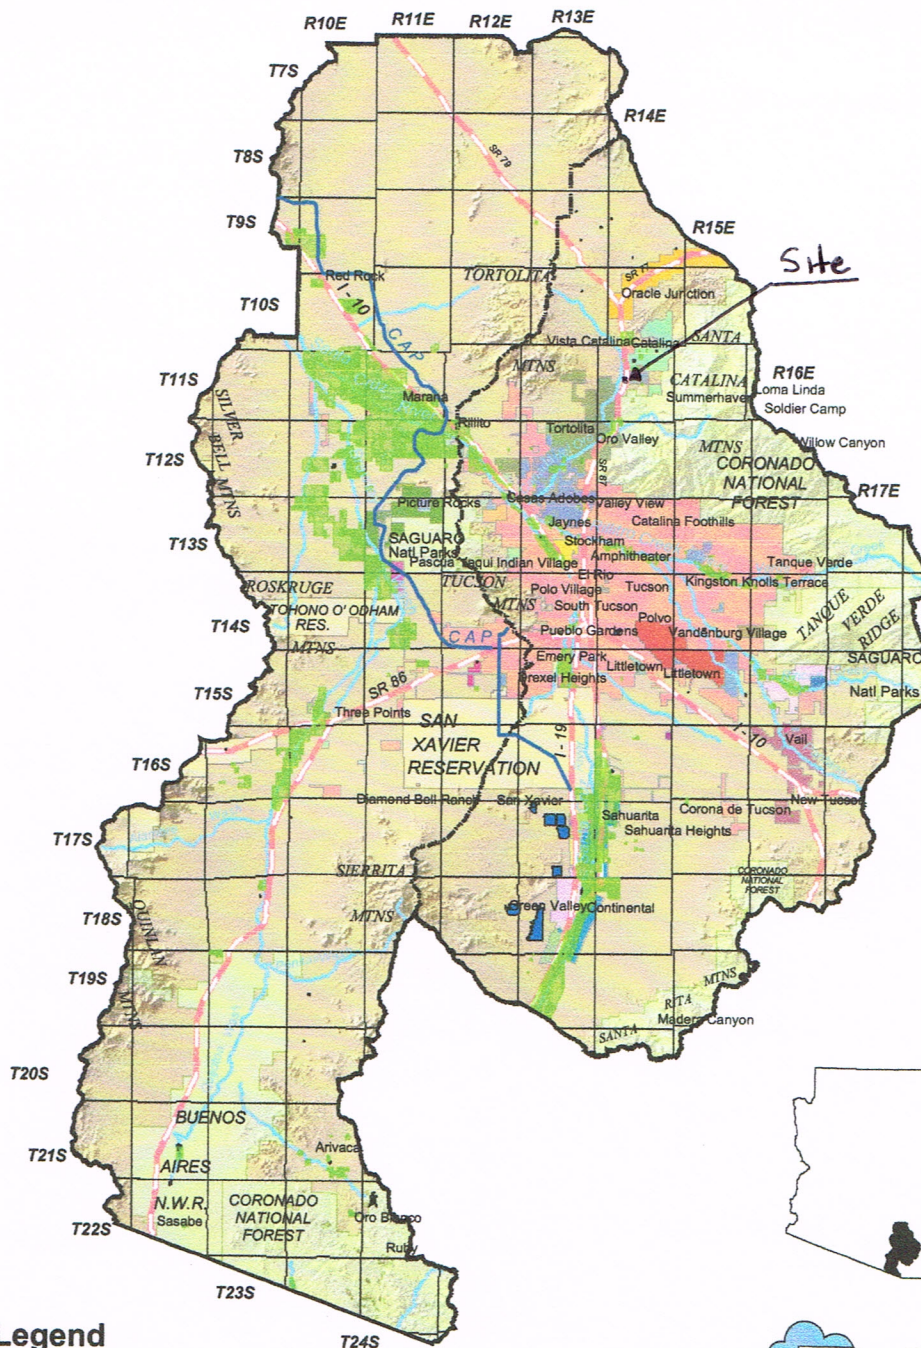 R10E
R11E
R12E
R13E
T7S
R14E
T8S
SR 79
T9S
R15E
Site
Red Rock
TORTOLITA
SR 77
I - 10
Oracle Junction
T10S
CAP
Vista Catalina
Catalina
SANTA
MTNS
T11S
CATALINA
R16E
Loma Linda
Summerhaven
Marana
Soldier Camp
SILVER
BELL MTNS
Rillito
Tortolita
Oro Valley
Willow Canyon
MTNS
T12S
SR 87
CORONADO
NATIONAL
FOREST
R17E
Picture Rocks
Casas Adobes
Valley View
Jaynes
Catalina Foothills
T13S
SAGUARO
Natl Parks
Stockham
Amphitheater
Pascua Yaqui Indian Village
Tanque Verde
El Rio
ROSKRUGE
TUCSON
Polo Village
Tucson
Kingston Knolls Terrace
TOHONO O' ODHAM
RES.
MTNS
South Tucson
TANQUE
VERDE
RIDGE
T14S
CAP
Polvo
Pueblo Gardens
Vandenburg Village
MTNS
Emery Park
Littletown
Littletown
SAGUARO
Drexel Heights
Natl Parks
T15S
SR 86
Three Points
SAN
XAVIER
RESERVATION
I - 19
I - 10
Vail
T16S
Diamond Bell Ranch
San Xavier
New Tucson
Corona de Tucson
Sahuarita
Sahuarita Heights
T17S
SIERRITA
MTNS
CORONADO
NATIONAL
FOREST
T18S
QUINLAN
MTNS
Green Valley
Continental
T19S
SANTA
RITA
MTNS
Madera Canyon
T20S
BUENOS
AIRES
N.W.R.
Arivaca
T21S
Sasabe
CORONADO
NATIONAL
FOREST
Oro Blanco
T22S
Ruby
T23S
T24S
Legend